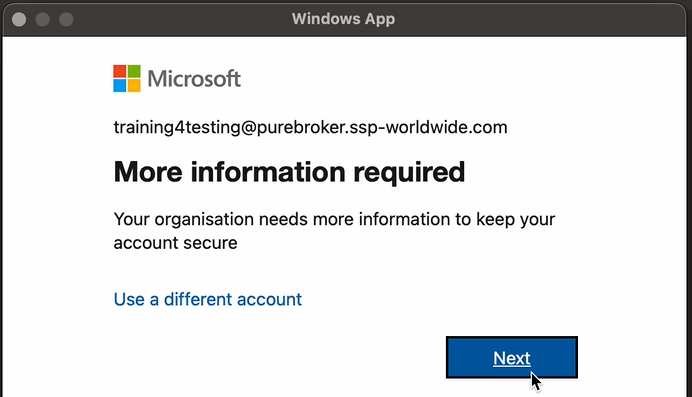 Windows App
Microsoft
training4testing@purebroker.ssp-worldwide.com
More information required
Your organisation needs more information to keep your
account secure
Use a different account
Next